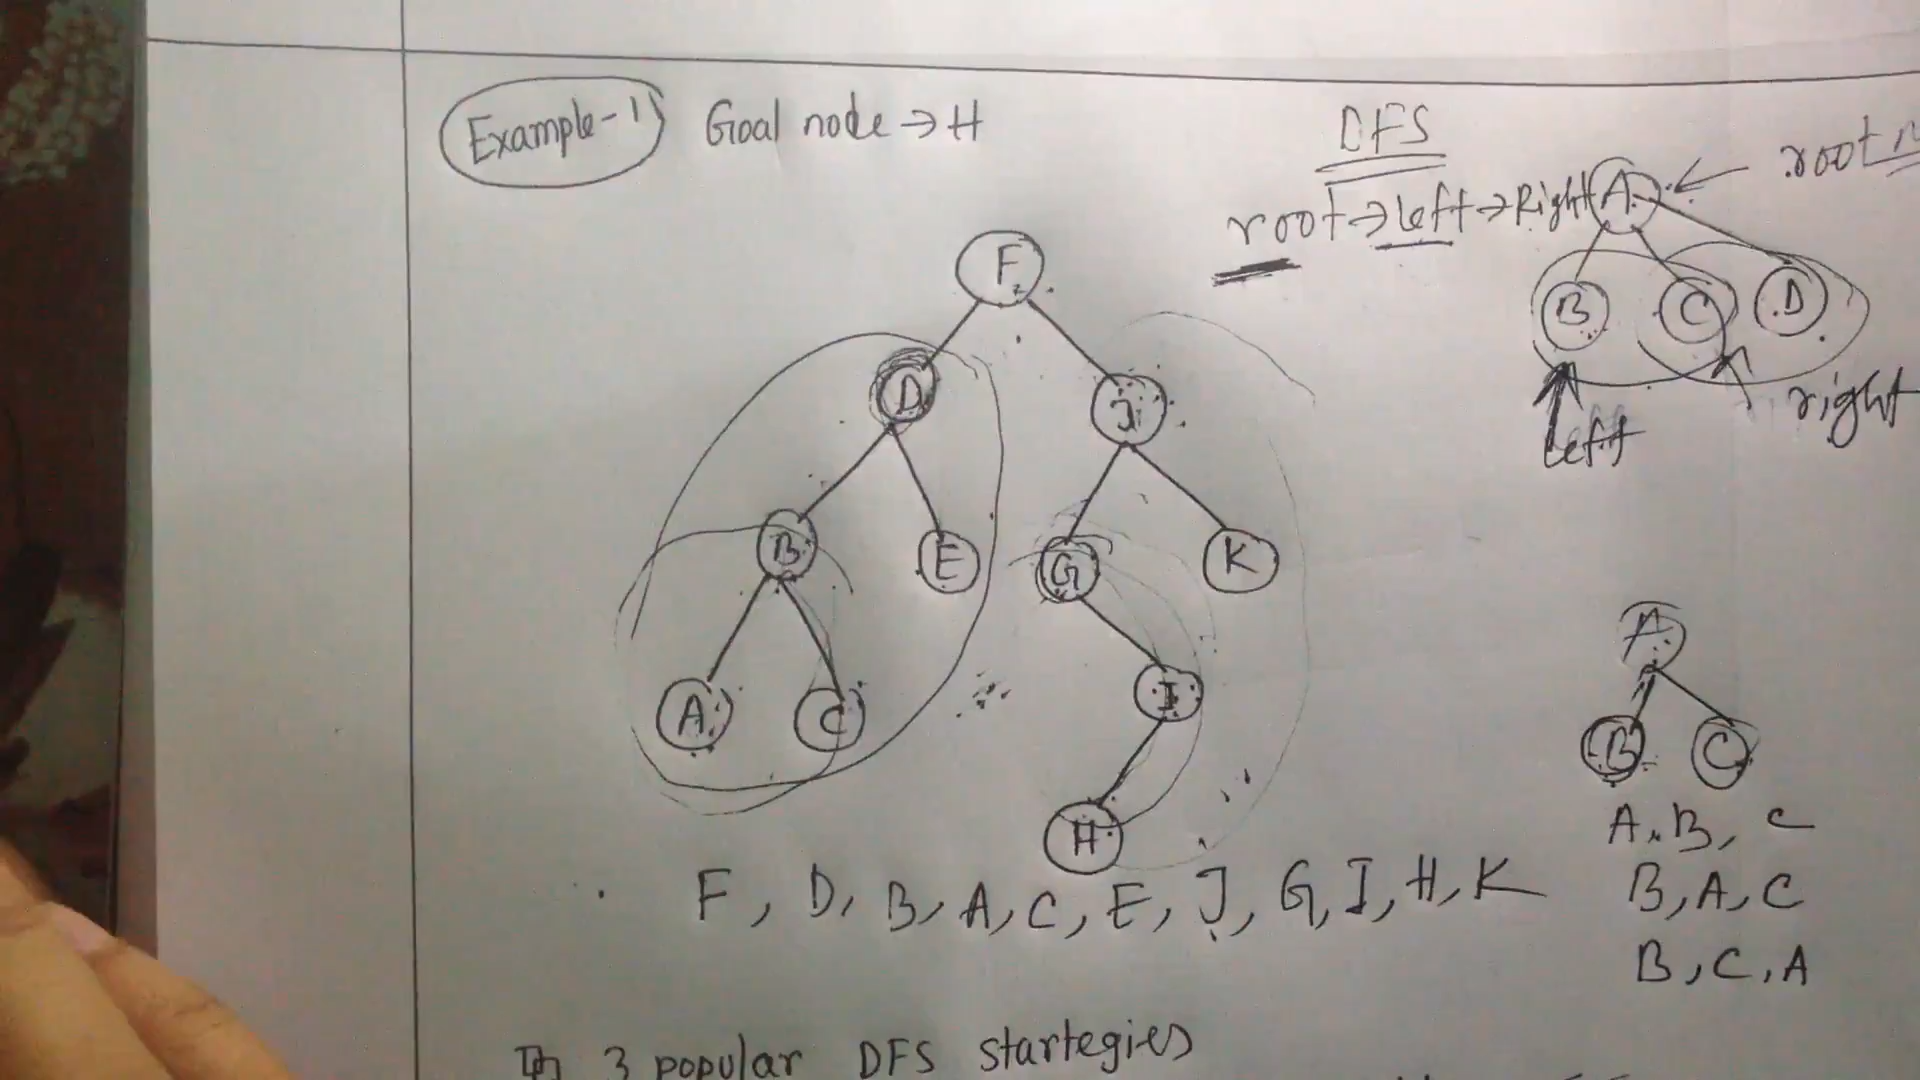 Example-1 Goal node → H
DFS
root → left → Right
root
A
B C D
left
right
F
D J
B E G K
A C I
H
A
B C
A, B, C
B, A, C
B, C, A
F, D, B, A, C, E, J, G, I, H, K
3 popular DFS startegies